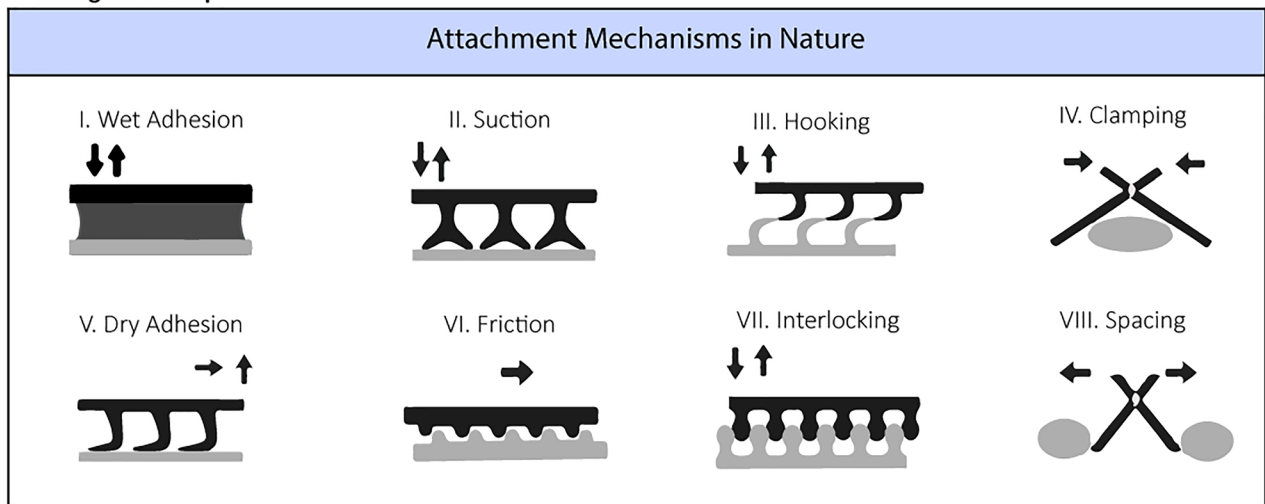 Attachment Mechanisms in Nature
I. Wet Adhesion
II. Suction
III. Hooking
IV. Clamping
V. Dry Adhesion
VI. Friction
VII. Interlocking
VIII. Spacing